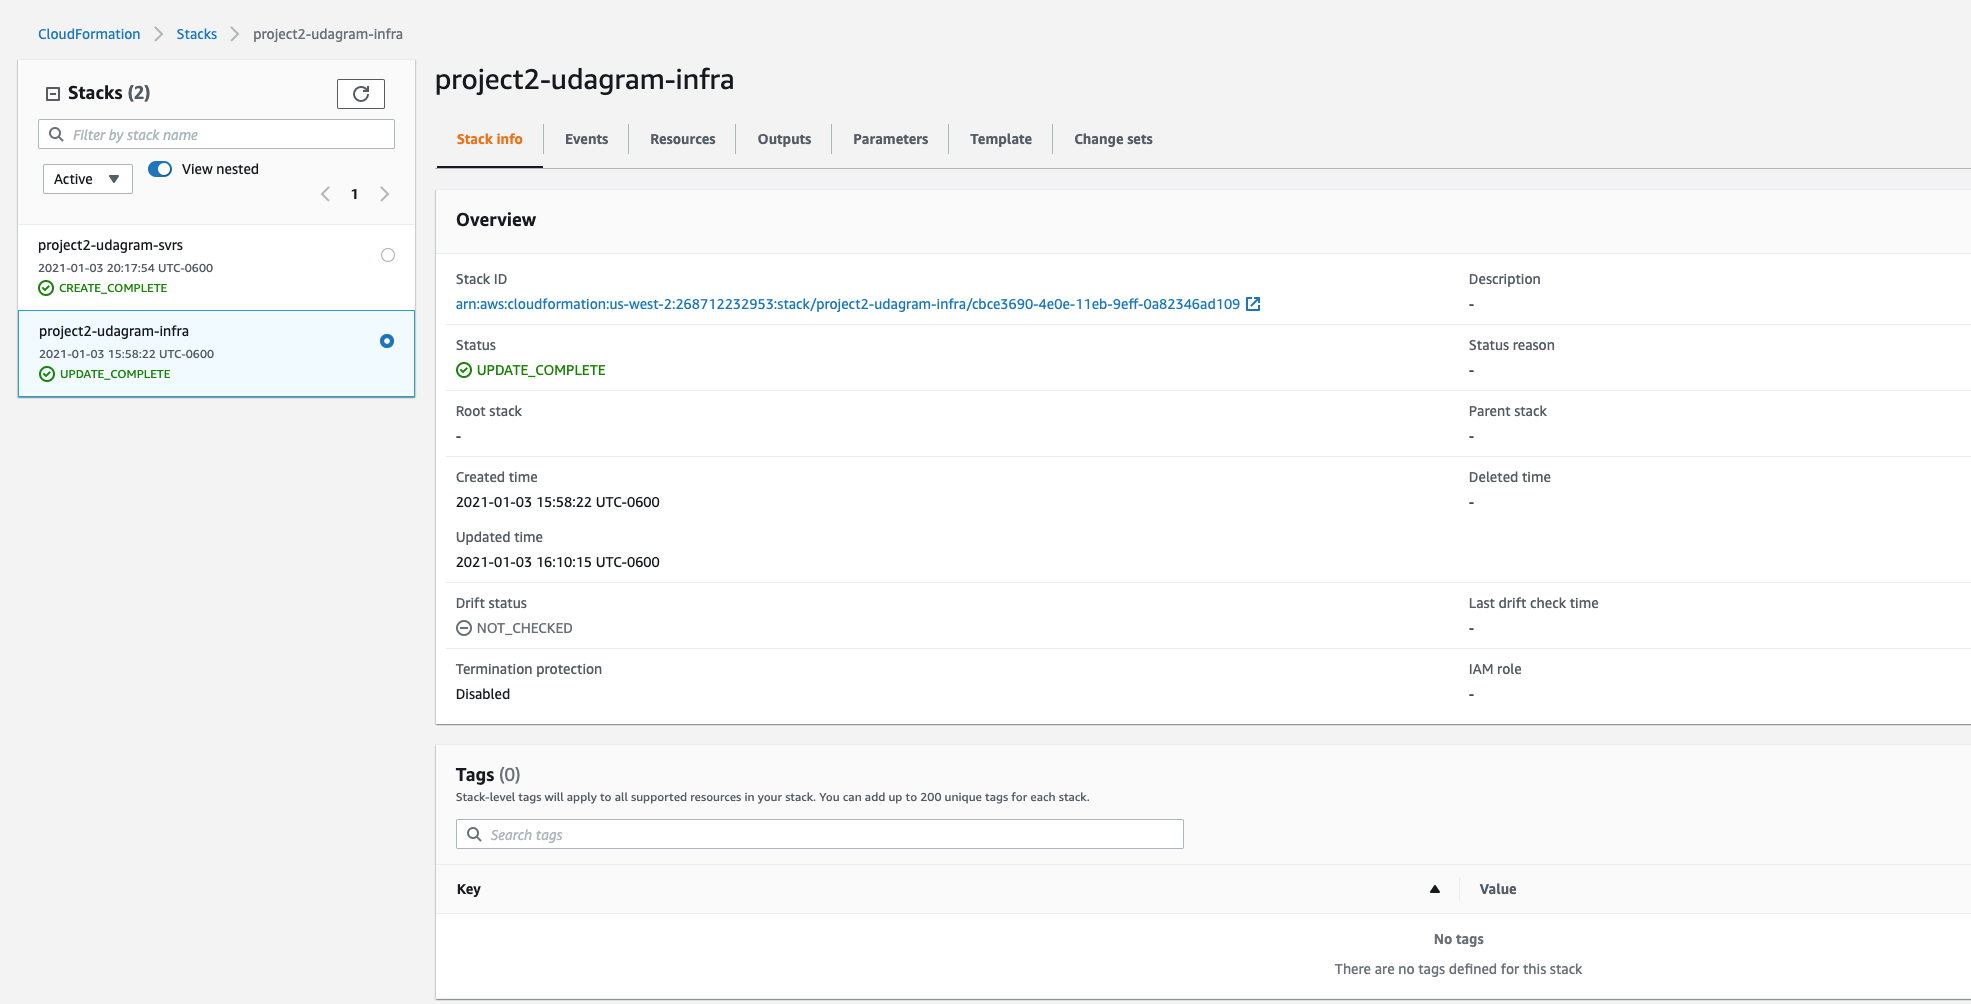 CloudFormation > Stacks > project2-udagram-infra
Stacks (2)
Filter by stack name
Active
View nested
1
project2-udagram-svrs
2021-01-03 20:17:54 UTC-0600
CREATE_COMPLETE
project2-udagram-infra
2021-01-03 15:58:22 UTC-0600
UPDATE_COMPLETE
project2-udagram-infra
Stack info Events Resources Outputs Parameters Template Change sets
Overview
Stack ID
arn:aws:cloudformation:us-west-2:268712232953:stack/project2-udagram-infra/cbce3690-4e0e-11eb-9eff-0a82346ad109
Description
-
Status
UPDATE_COMPLETE
Status reason
-
Root stack
-
Parent stack
-
Created time
2021-01-03 15:58:22 UTC-0600
Deleted time
-
Updated time
2021-01-03 16:10:15 UTC-0600
Drift status
NOT_CHECKED
Last drift check time
-
Termination protection
Disabled
IAM role
-
Tags (0)
Stack-level tags will apply to all supported resources in your stack. You can add up to 200 unique tags for each stack.
Search tags
Key Value
No tags
There are no tags defined for this stack